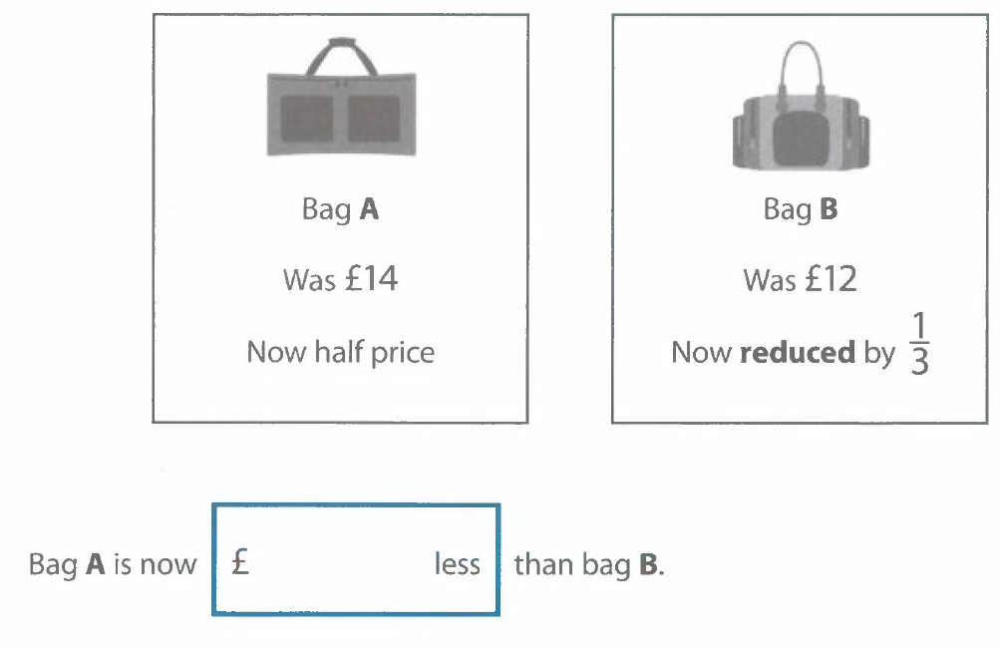 Bag A
Was £14
Now half price
Bag B
Was £12
Now reduced by 1/3
Bag A is now £ less than bag B.